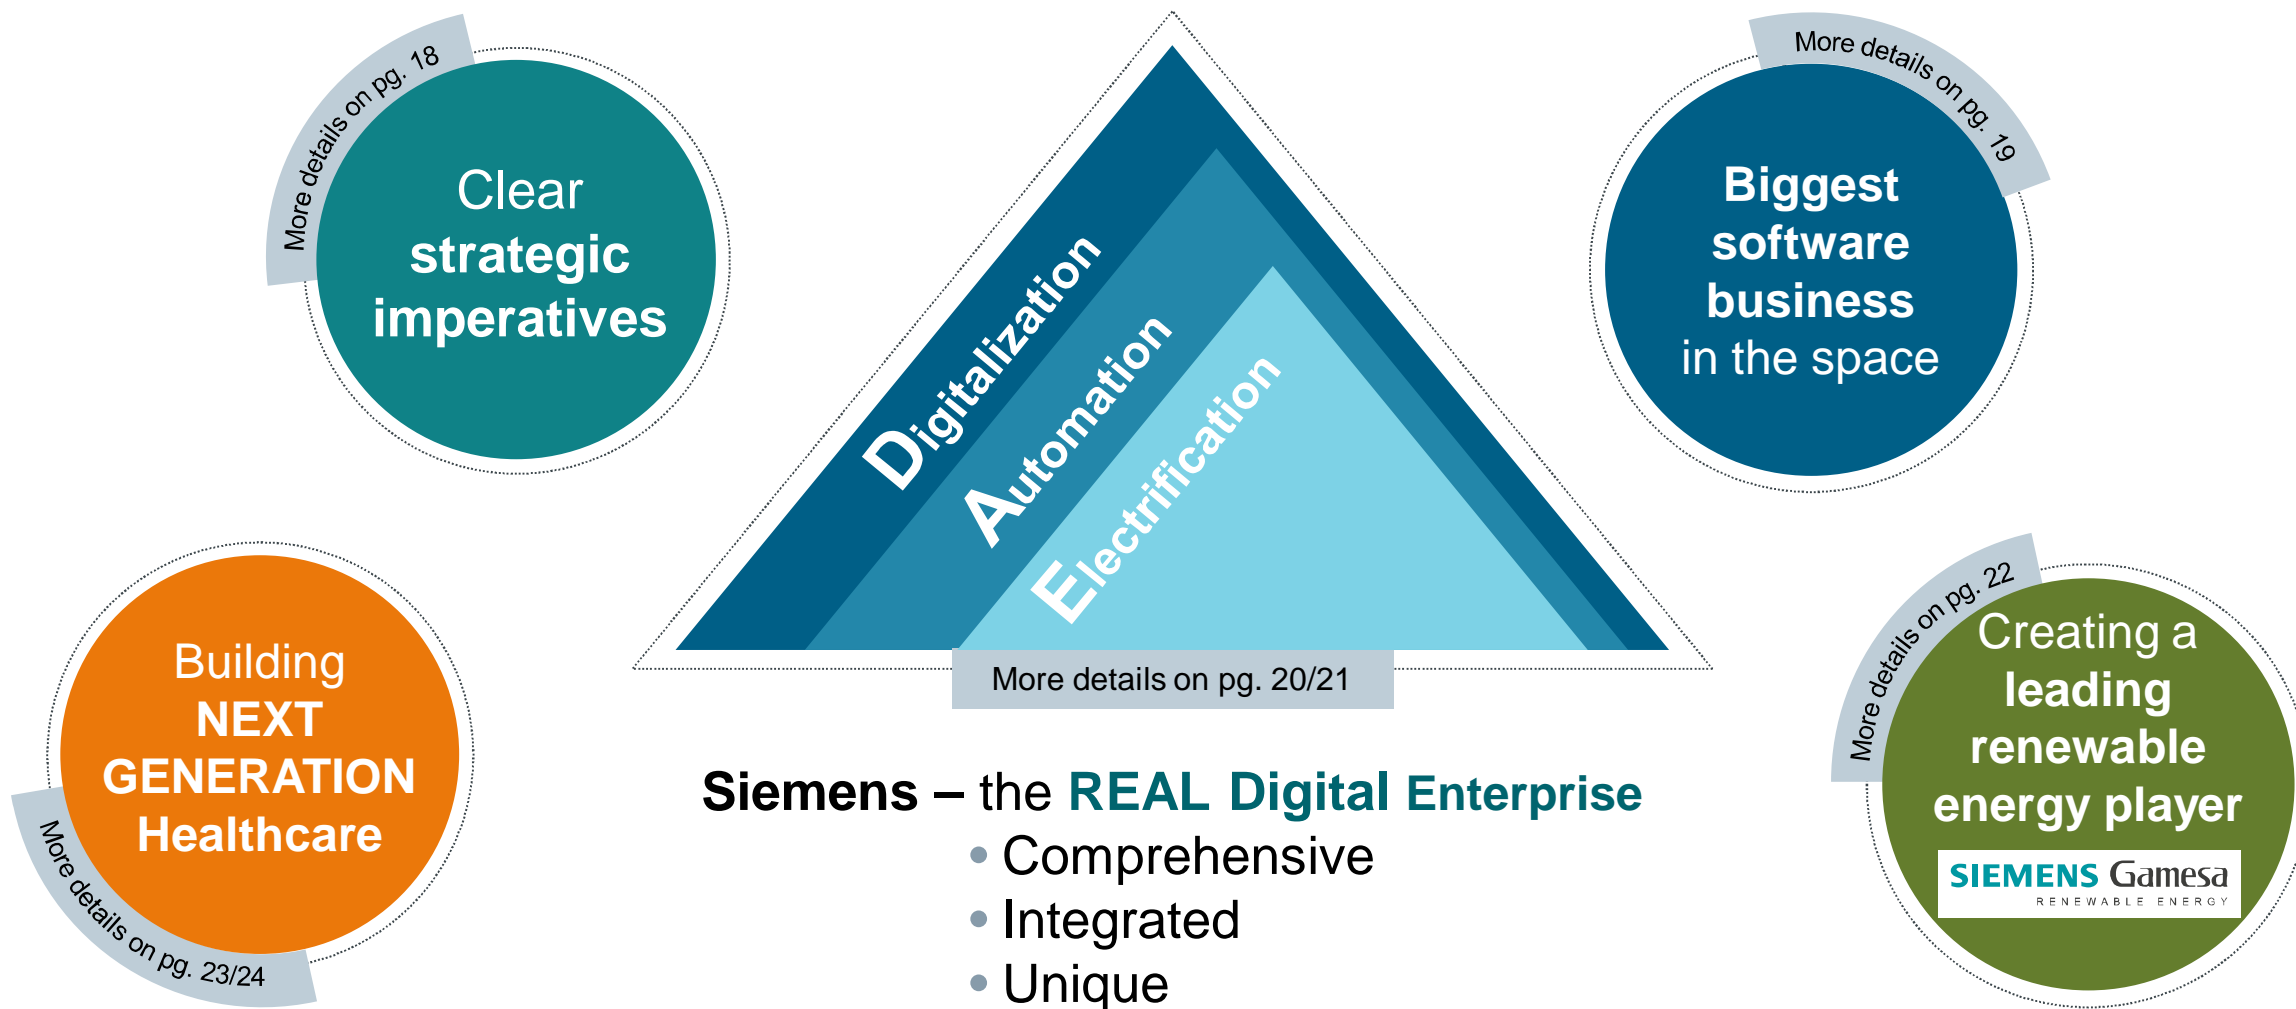 More details on pg. 18
Clear
strategic
imperatives
Digitalization
Automation
Electrification
More details on pg. 20/21
More details on pg. 19
Biggest
software
business
in the space
Building
NEXT
GENERATION
Healthcare
More details on pg. 23/24
Siemens – the REAL Digital Enterprise
• Comprehensive
• Integrated
• Unique
More details on pg. 22
Creating a
leading
renewable
energy player
SIEMENS Gamesa
RENEWABLE ENERGY